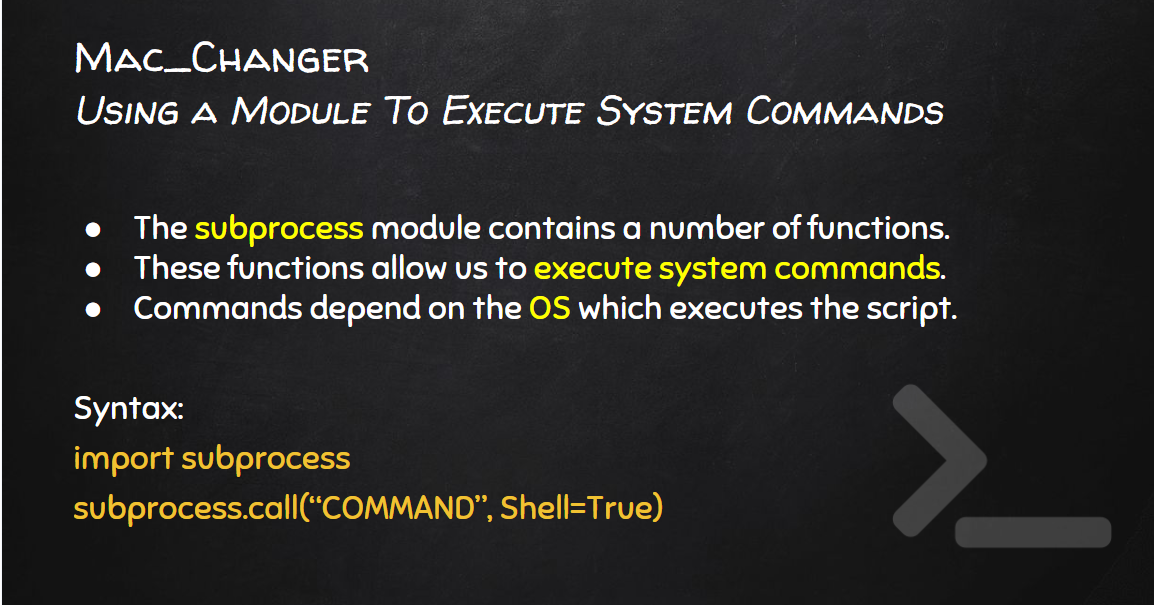 Mac_Changer
Using a Module To Execute System Commands
● The subprocess module contains a number of functions.
● These functions allow us to execute system commands.
● Commands depend on the OS which executes the script.
Syntax:
import subprocess
subprocess.call(“COMMAND”, Shell=True)